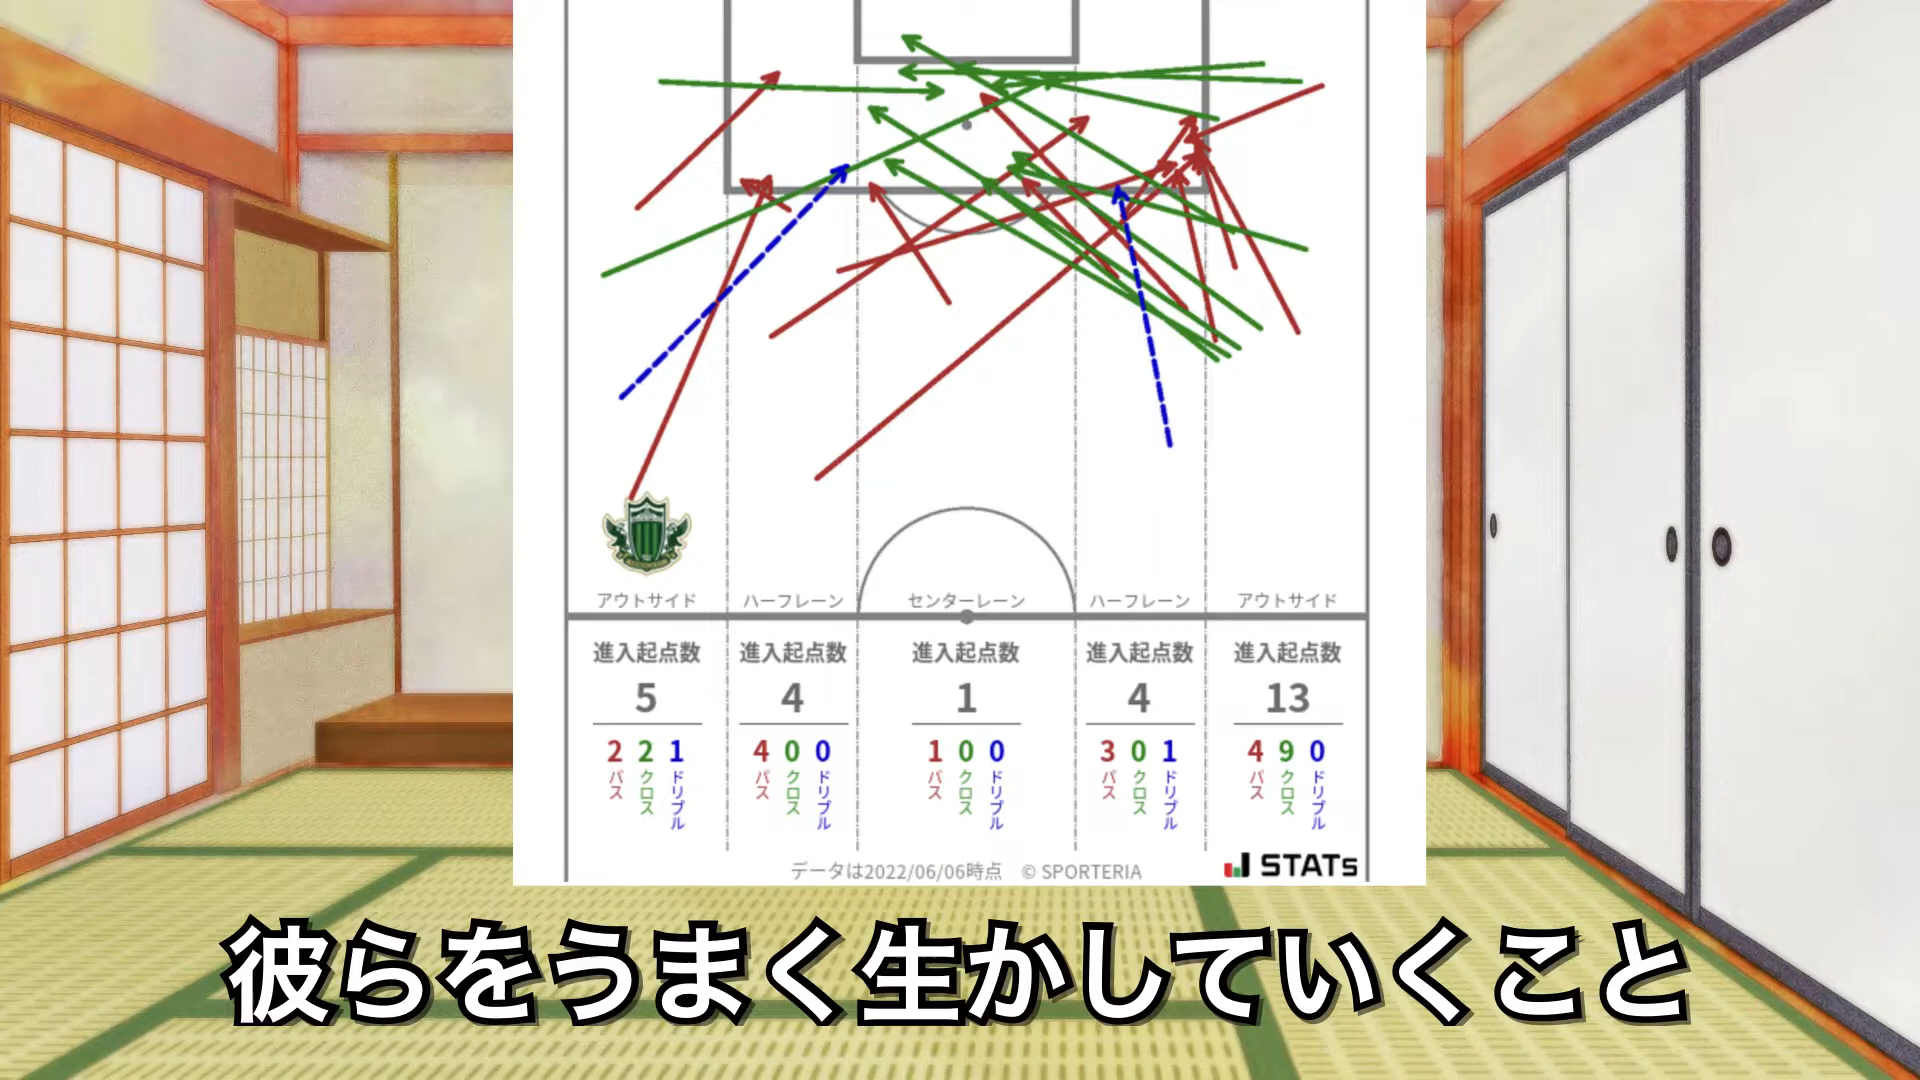 アウトサイド ハーフレーン センターレーン ハーフレーン アウトサイド
進入起点数 進入起点数 進入起点数 進入起点数 進入起点数
5 4 1 4 13
2 2 1 4 0 0 1 0 0 3 0 1 4 9 0
パス クロス ドリブル パス クロス ドリブル パス クロス ドリブル パス クロス ドリブル パス クロス ドリブル
データは2022/06/06時点 © SPORTERIA STATS
彼らをうまく生かしていくこと